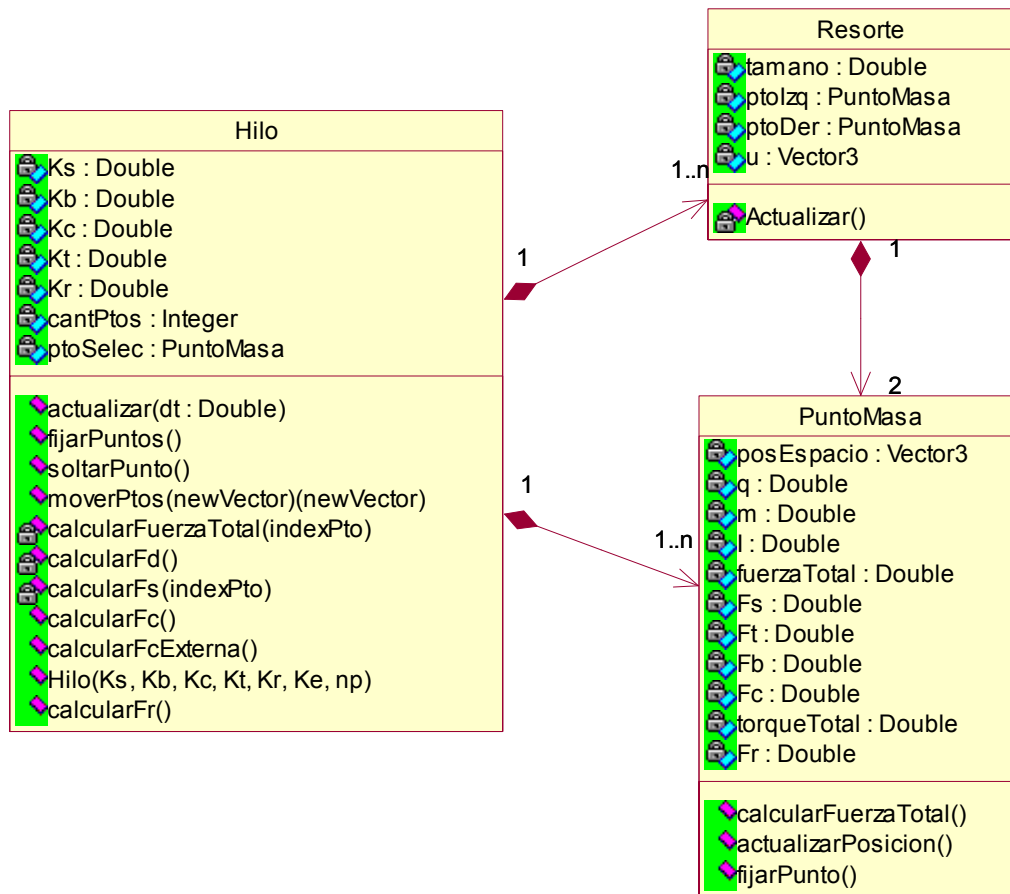 Hilo
Ks : Double
Kb : Double
Kc : Double
Kt : Double
Kr : Double
cantPtos : Integer
ptoSelec : PuntoMasa
actualizar(dt : Double)
fijarPuntos()
soltarPunto()
moverPtos(newVector)(newVector)
calcularFuerzaTotal(indexPto)
calcularFd()
calcularFs(indexPto)
calcularFc()
calcularFcExterna()
Hilo(Ks, Kb, Kc, Kt, Kr, Ke, np)
calcularFr()
1
1..n
1
1..n
Resorte
tamano : Double
ptoIzq : PuntoMasa
ptoDer : PuntoMasa
u : Vector3
Actualizar()
1
2
PuntoMasa
posEspacio : Vector3
q : Double
m : Double
l : Double
fuerzaTotal : Double
Fs : Double
Ft : Double
Fb : Double
Fc : Double
torqueTotal : Double
Fr : Double
calcularFuerzaTotal()
actualizarPosicion()
fijarPunto()